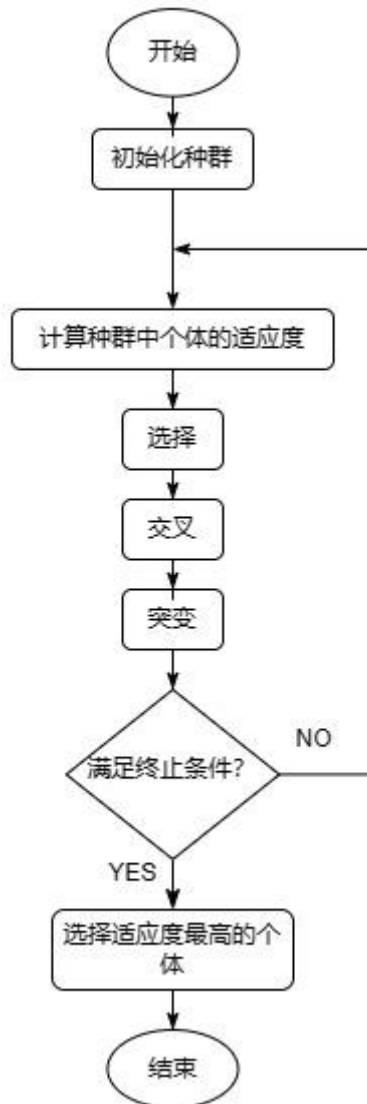 开始
初始化种群
计算种群中个体的适应度
选择
交叉
突变
满足终止条件?
NO
YES
选择适应度最高的个
体
结束